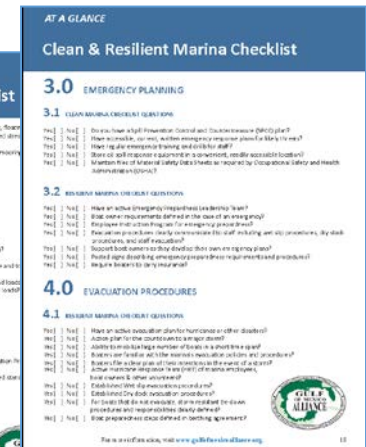 AT A GLANCE
Clean & Resilient Marina Checklist
3.0 EMERGENCY PLANNING
3.1 CLEAN MARINA CHECKLIST QUESTIONS
Yes[ ] No[ ] Do you have a Spill Prevention Control and Countermeasure (SPCC) plan?
Yes[ ] No[ ] Have accessible, current, written emergency response plans for likely threats?
Yes[ ] No[ ] Have regular emergency training and drills for staff?
Yes[ ] No[ ] Store oil spill response equipment in a convenient, readily accessible location?
Yes[ ] No[ ] Maintain files of Material Safety Data Sheets as required by Occupational Safety and Health
Administration (OSHA)?
3.2 RESILIENT MARINA CHECKLIST QUESTIONS
Yes[ ] No[ ] Have an active Emergency Preparedness Leadership Team?
Yes[ ] No[ ] Boat owner requirements defined in the case of an emergency?
Yes[ ] No[ ] Employee Instruction Program for emergency preparedness?
Yes[ ] No[ ] Evacuation procedures clearly communicated to staff including wet slip procedures, dry stack
procedures, and staff evacuation?
Yes[ ] No[ ] Support boat owners as they develop their own emergency plans?
Yes[ ] No[ ] Posted signs describing emergency preparedness requirements and procedures?
Yes[ ] No[ ] Require boaters to carry insurance?
4.0 EVACUATION PROCEDURES
4.1 RESILIENT MARINA CHECKLIST QUESTIONS
Yes[ ] No[ ] Have an active evacuation plan for hurricanes or other disasters?
Yes[ ] No[ ] Action plan for the countdown to a major storm?
Yes[ ] No[ ] Ability to mobilize large number of boats in a short time span?
Yes[ ] No[ ] Boaters are familiar with the marina's evacuation policies and procedures?
Yes[ ] No[ ] Boaters file a clear plan of their intentions in the event of a storm?
Yes[ ] No[ ] Active Hurricane Response Team (HRT) of marina employees,
boat owners & other volunteers?
Yes[ ] No[ ] Established Wet slip evacuation procedures?
Yes[ ] No[ ] Established Dry dock evacuation procedures?
Yes[ ] No[ ] For boats that do not evacuate, storm resistant tie-down
procedures and responsibilities clearly defined?
Yes[ ] No[ ] Boat preparedness steps defined in berthing agreement?
GULF
OF MEXICO
ALLIANCE
For more information, visit www.gulfofmexicoalliance.org
ist